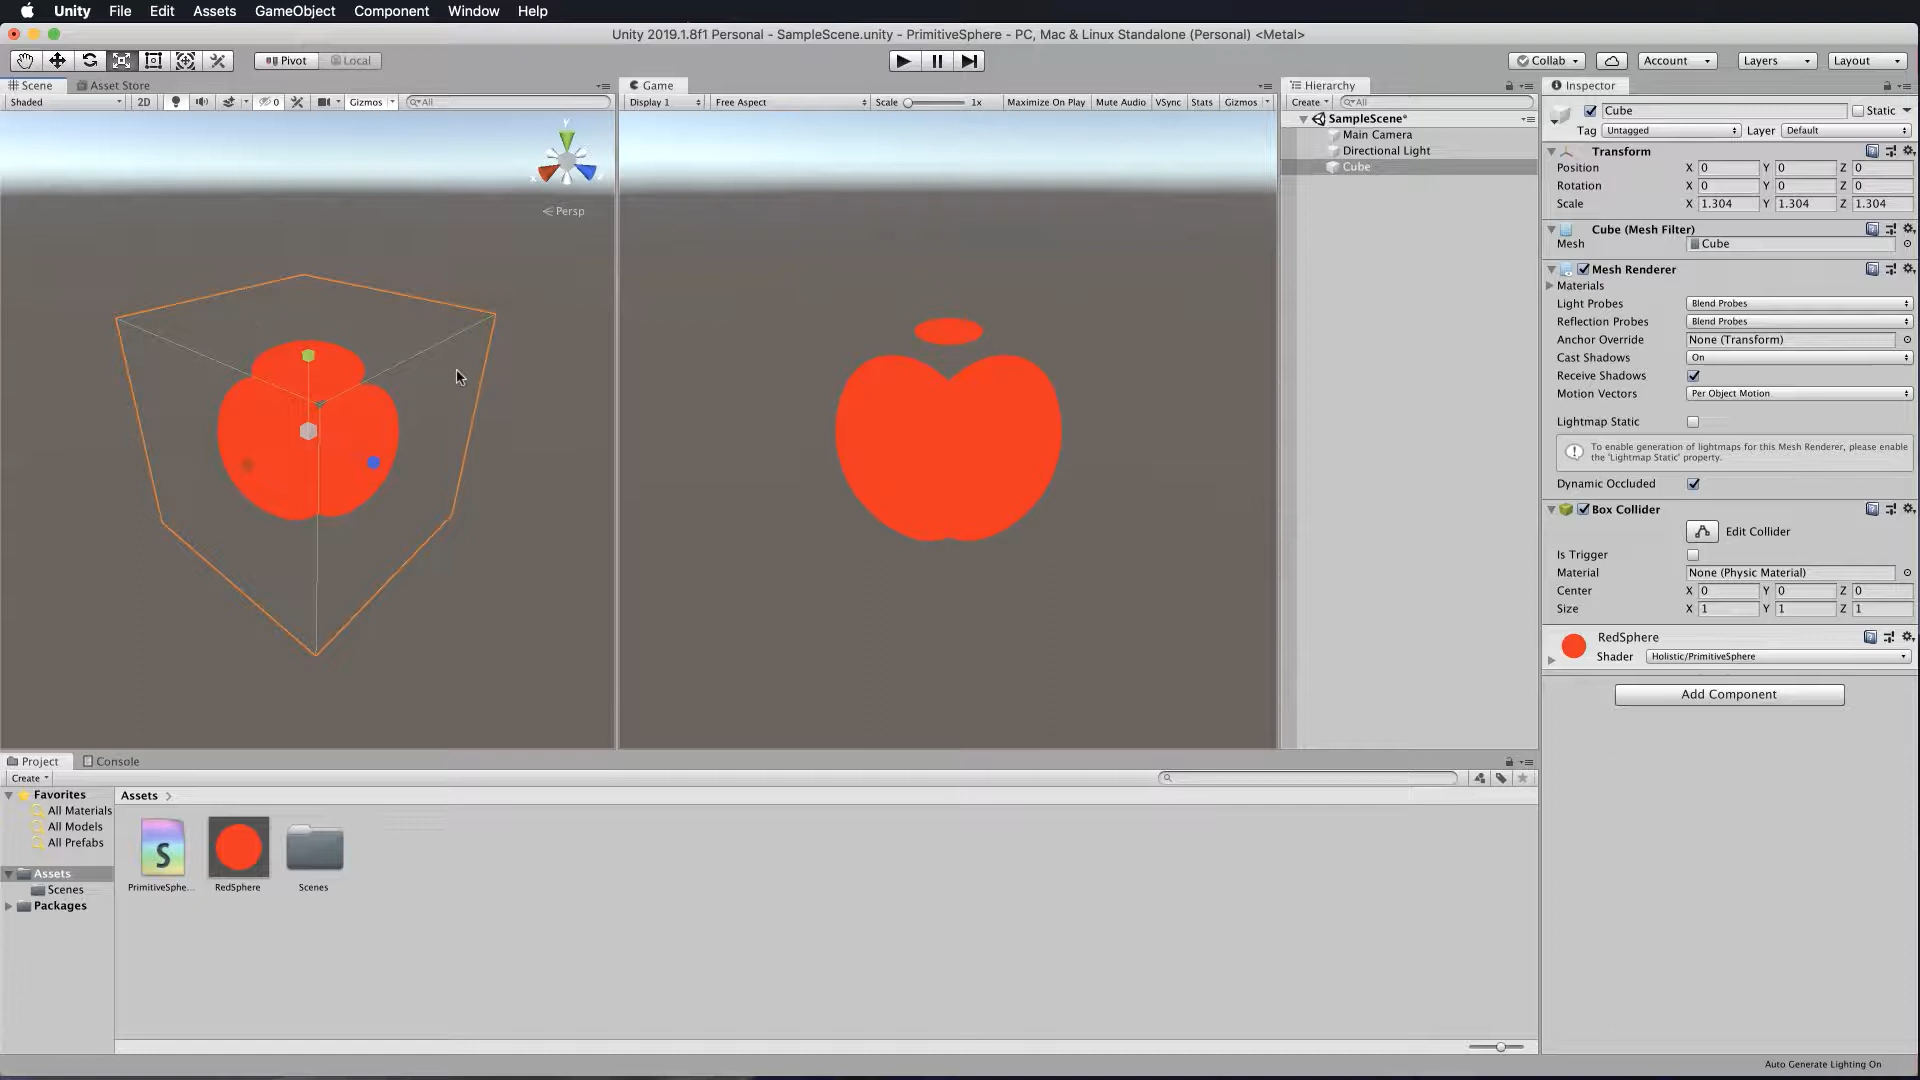 Unity File Edit Assets GameObject Component Window Help
Unity 2019.1.8f1 Personal - SampleScene.unity - PrimitiveSphere - PC, Mac & Linux Standalone (Personal) <Metal>
Pivot Local
Collab Account Layers Layout
Scene Asset Store
Shaded 2D 0 Gizmos All
Y
x
Persp
Game
Display 1 Free Aspect Scale 1x Maximize On Play Mute Audio VSync Stats Gizmos
Hierarchy
Create All
SampleScene*
Main Camera
Directional Light
Cube
Inspector
Cube Static
Tag Untagged Layer Default
Transform
Position X 0 Y 0 Z 0
Rotation X 0 Y 0 Z 0
Scale X 1.304 Y 1.304 Z 1.304
Cube (Mesh Filter)
Mesh Cube
Mesh Renderer
Materials
Light Probes Blend Probes
Reflection Probes Blend Probes
Anchor Override None (Transform)
Cast Shadows On
Receive Shadows
Motion Vectors Per Object Motion
Lightmap Static
To enable generation of lightmaps for this Mesh Renderer, please enable
the 'Lightmap Static' property.
Dynamic Occluded
Box Collider
Edit Collider
Is Trigger
Material None (Physic Material)
Center X 0 Y 0 Z 0
Size X 1 Y 1 Z 1
RedSphere
Shader Holistic/PrimitiveSphere
Add Component
Project Console
Create
Favorites
All Materials
All Models
All Prefabs
Assets
Scenes
Packages
Assets
S
PrimitiveSphe... RedSphere Scenes
Auto Generate Lighting On